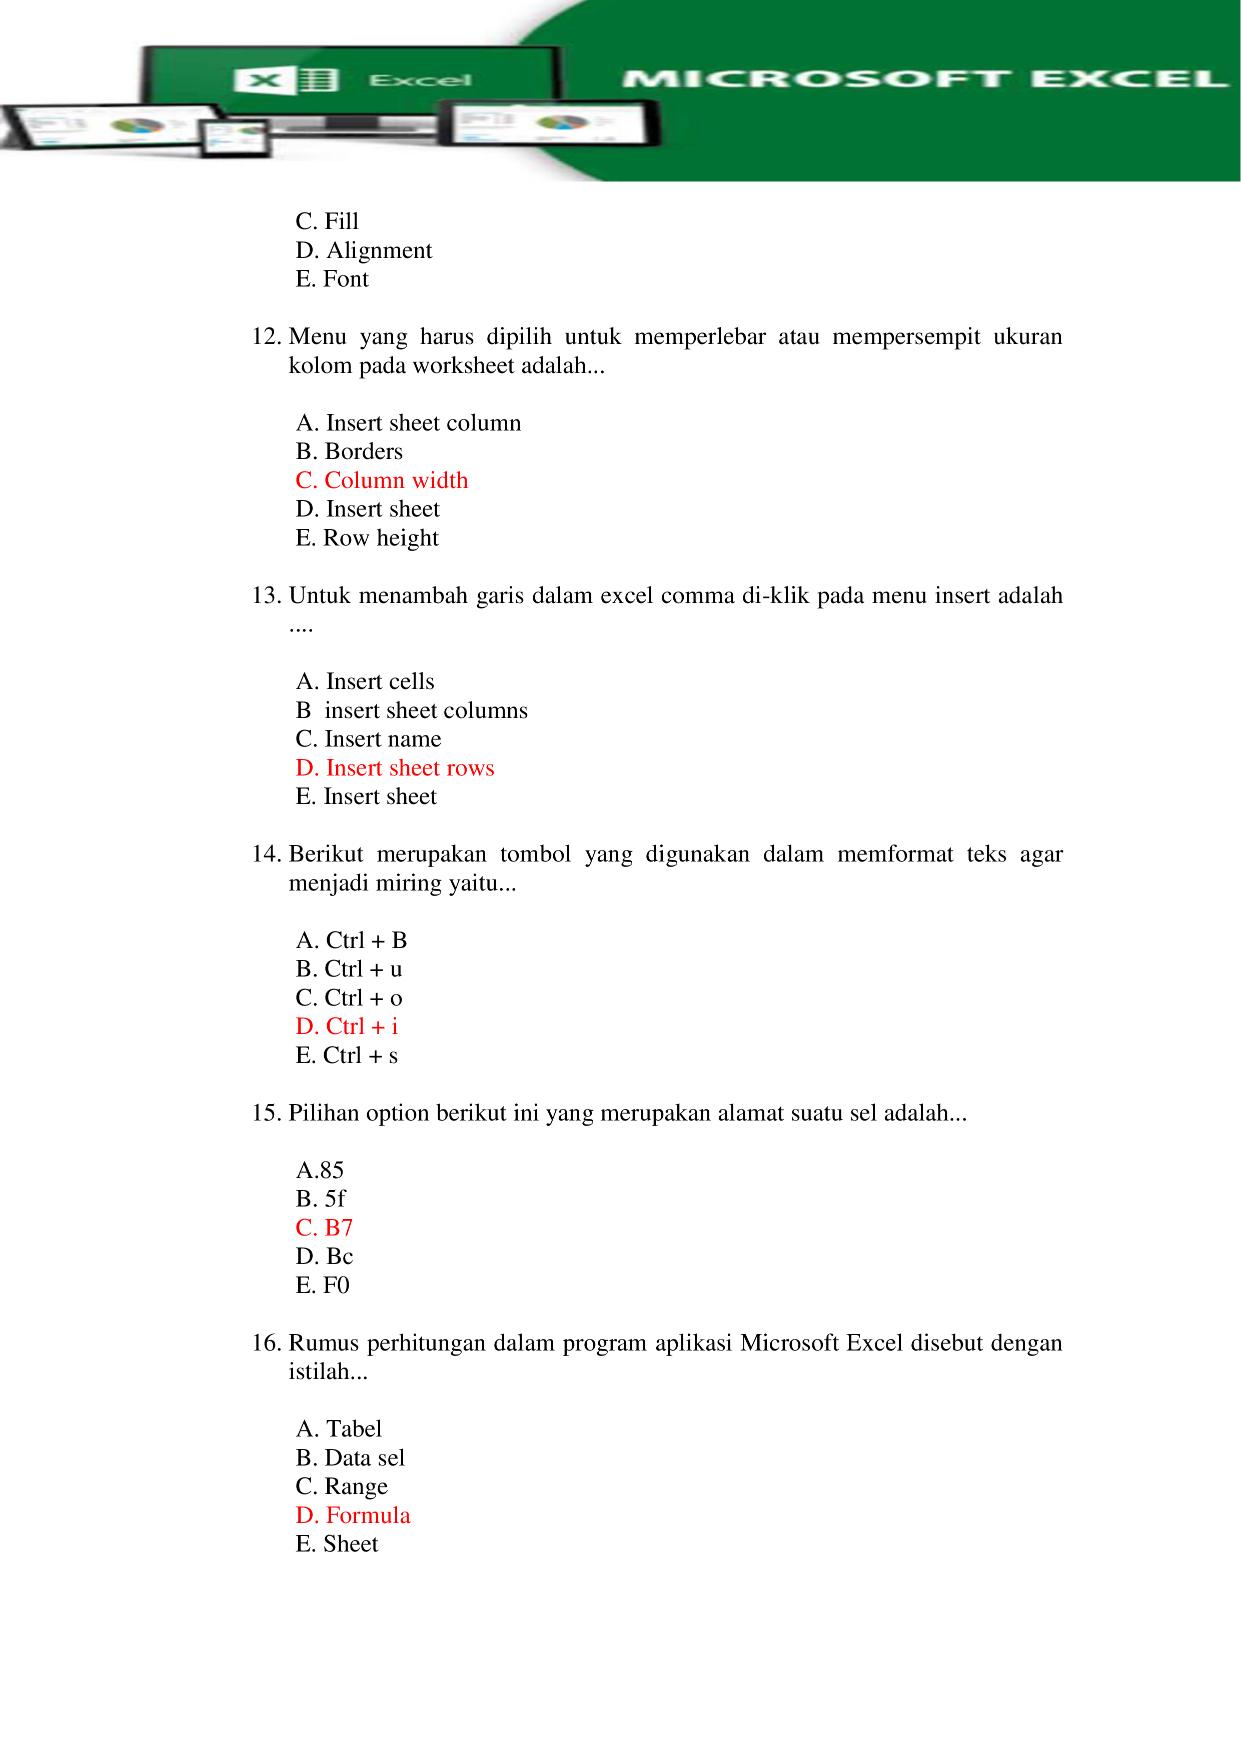 Excel
MICROSOFT EXCEL
C. Fill
D. Alignment
E. Font
12. Menu yang harus dipilih untuk memperlebar atau mempersempit ukuran
kolom pada worksheet adalah...
A. Insert sheet column
B. Borders
C. Column width
D. Insert sheet
E. Row height
13. Untuk menambah garis dalam excel comma di-klik pada menu insert adalah
....
A. Insert cells
B  insert sheet columns
C. Insert name
D. Insert sheet rows
E. Insert sheet
14. Berikut merupakan tombol yang digunakan dalam memformat teks agar
menjadi miring yaitu...
A. Ctrl + B
B. Ctrl + u
C. Ctrl + o
D. Ctrl + i
E. Ctrl + s
15. Pilihan option berikut ini yang merupakan alamat suatu sel adalah...
A.85
B. 5f
C. B7
D. Bc
E. F0
16. Rumus perhitungan dalam program aplikasi Microsoft Excel disebut dengan
istilah...
A. Tabel
B. Data sel
C. Range
D. Formula
E. Sheet